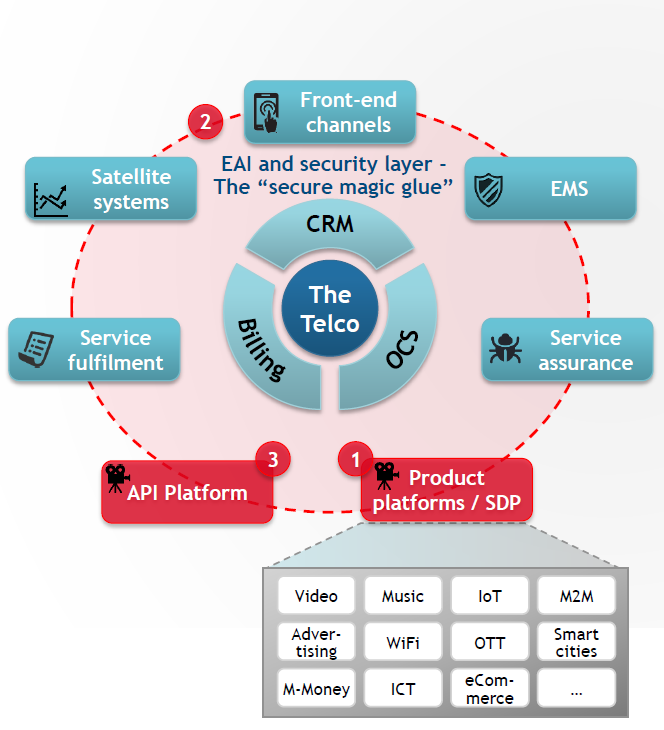 Front-end
channels
2
EAI and security layer -
The “secure magic glue”
Satellite
systems
EMS
CRM
The
Telco
Billing
OCS
Service
fulfilment
Service
assurance
3
API Platform
1
Product
platforms / SDP
Video
Music
IoT
M2M
Adver-
tising
WiFi
OTT
Smart
cities
M-Money
ICT
eCom-
merce
...